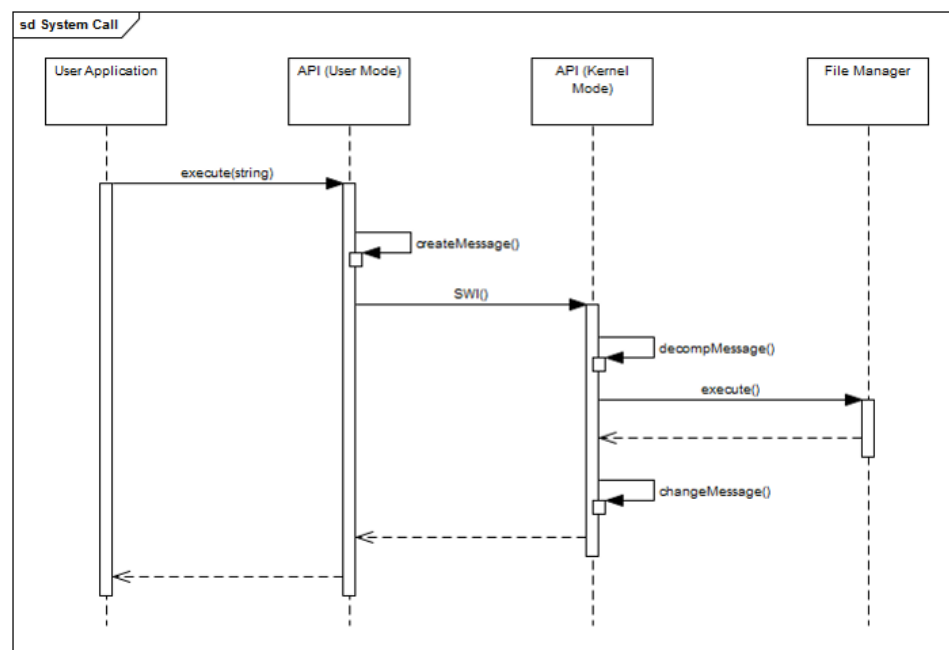 sd System Call
User Application
API (User Mode)
API (Kernel
Mode)
File Manager
execute(string)
createMessage()
SWI()
decompMessage()
execute()
changeMessage()